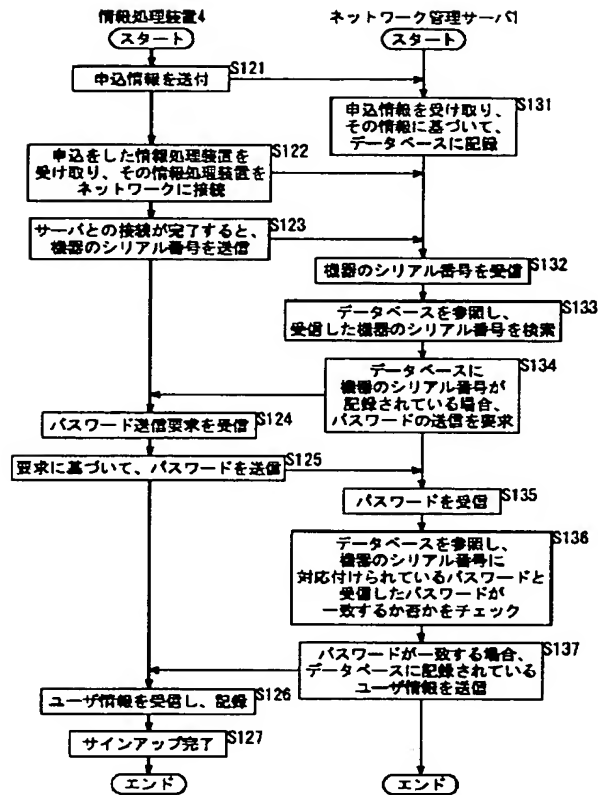 情報処理装置4
ネットワーク管理サーバ1
スタート
スタート
S121
申込情報を送付
S131
申込情報を受け取り、
その情報に基づいて、
データベースに記録
S122
申込をした情報処理装置を
受け取り、その情報処理装置を
ネットワークに接続
S123
サーバとの接続が完了すると、
機器のシリアル番号を送信
S132
機器のシリアル番号を受信
S133
データベースを参照し、
受信した機器のシリアル番号を検索
S134
データベースに
機器のシリアル番号が
記録されている場合、
パスワードの送信を要求
S124
パスワード送信要求を受信
S125
要求に基づいて、パスワードを送信
S135
パスワードを受信
S136
データベースを参照し、
機器のシリアル番号に
対応付けられているパスワードと
受信したパスワードが
一致するか否かをチェック
S137
パスワードが一致する場合、
データベースに記録されている
ユーザ情報を送信
S126
ユーザ情報を受信し、記録
S127
サインアップ完了
エンド
エンド